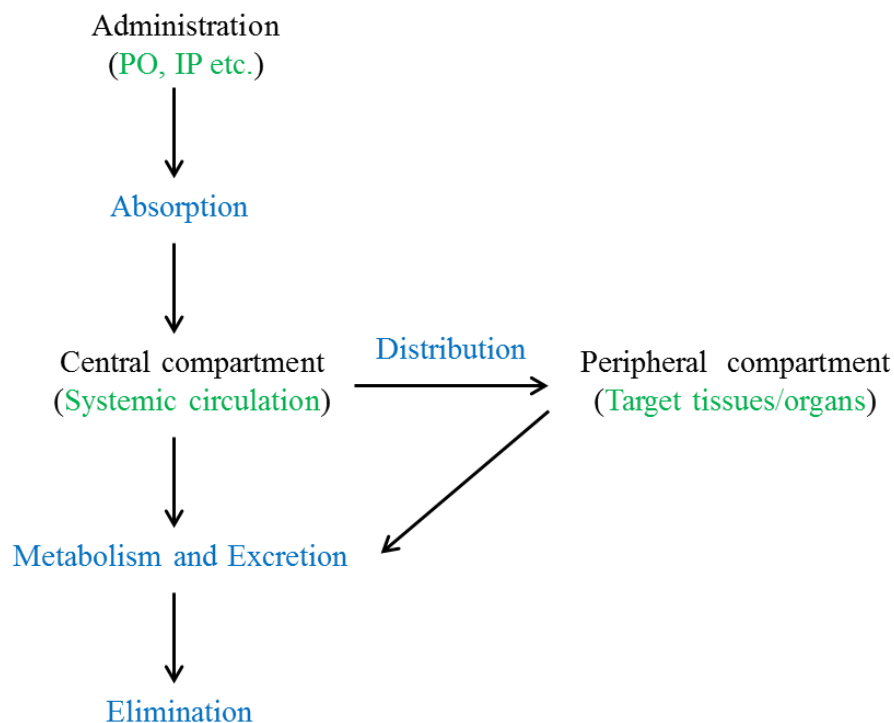 Administration
(PO, IP etc.)
Absorption
Distribution
Central compartment
(Systemic circulation)
Peripheral compartment
(Target tissues/organs)
Metabolism and Excretion
Elimination